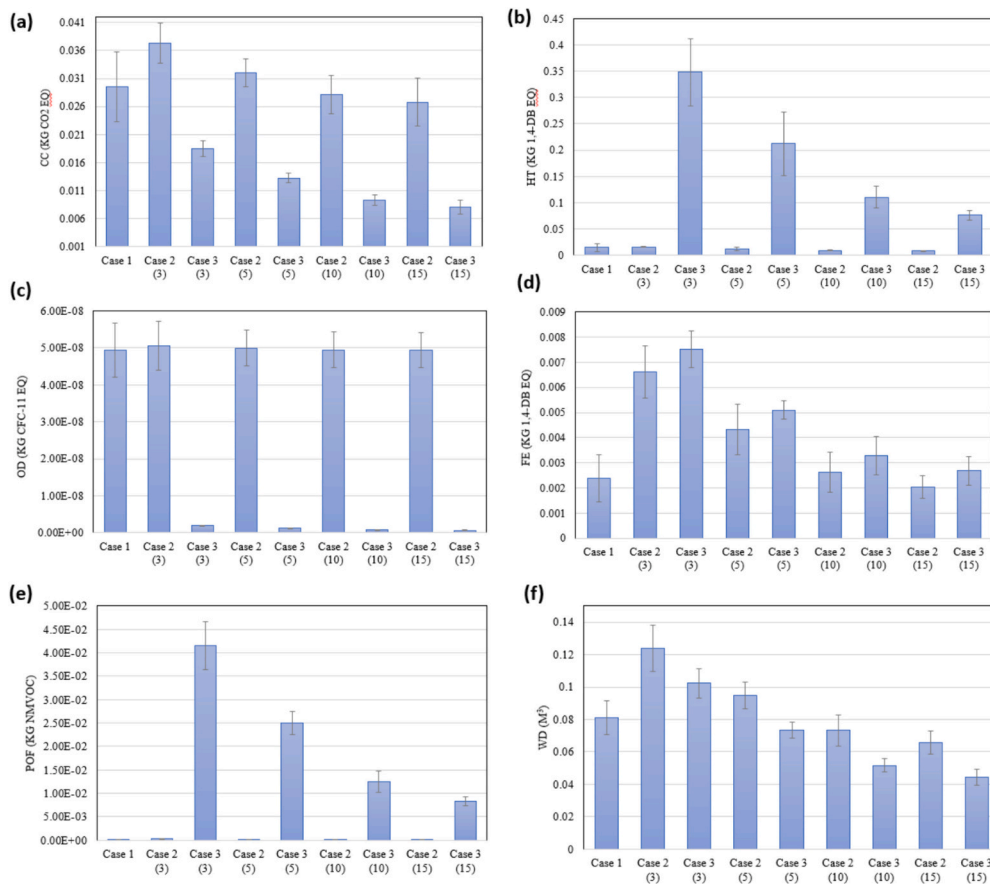 (a)
0.041
0.036
0.031
0.026
0.021
0.016
0.011
0.006
0.001
CC (KG CO2 EQ)
Case 1 Case 2 Case 3 Case 2 Case 3 Case 2 Case 3 Case 2 Case 3
(3) (3) (5) (5) (10) (10) (15) (15)
(b)
0.45
0.4
0.35
0.3
0.25
0.2
0.15
0.1
0.05
0
HT (KG 1,4-DB EQ)
Case 1 Case 2 Case 3 Case 2 Case 3 Case 2 Case 3 Case 2 Case 3
(3) (3) (5) (5) (10) (10) (15) (15)
(c)
6.00E-08
5.00E-08
4.00E-08
3.00E-08
2.00E-08
1.00E-08
0.00E+00
OD (KG CFC-11 EQ)
Case 1 Case 2 Case 3 Case 2 Case 3 Case 2 Case 3 Case 2 Case 3
(3) (3) (5) (5) (10) (10) (15) (15)
(d)
0.009
0.008
0.007
0.006
0.005
0.004
0.003
0.002
0.001
0
FE (KG 1,4-DB EQ)
Case 1 Case 2 Case 3 Case 2 Case 3 Case 2 Case 3 Case 2 Case 3
(3) (3) (5) (5) (10) (10) (15) (15)
(e)
5.00E-02
4.50E-02
4.00E-02
3.50E-02
3.00E-02
2.50E-02
2.00E-02
1.50E-02
1.00E-02
5.00E-03
0.00E+00
POF (KG NMVOC)
Case 1 Case 2 Case 3 Case 2 Case 3 Case 2 Case 3 Case 2 Case 3
(3) (3) (5) (5) (10) (10) (15) (15)
(f)
0.14
0.12
0.1
0.08
0.06
0.04
0.02
0
WD (M³)
Case 1 Case 2 Case 3 Case 2 Case 3 Case 2 Case 3 Case 2 Case 3
(3) (3) (5) (5) (10) (10) (15) (15)